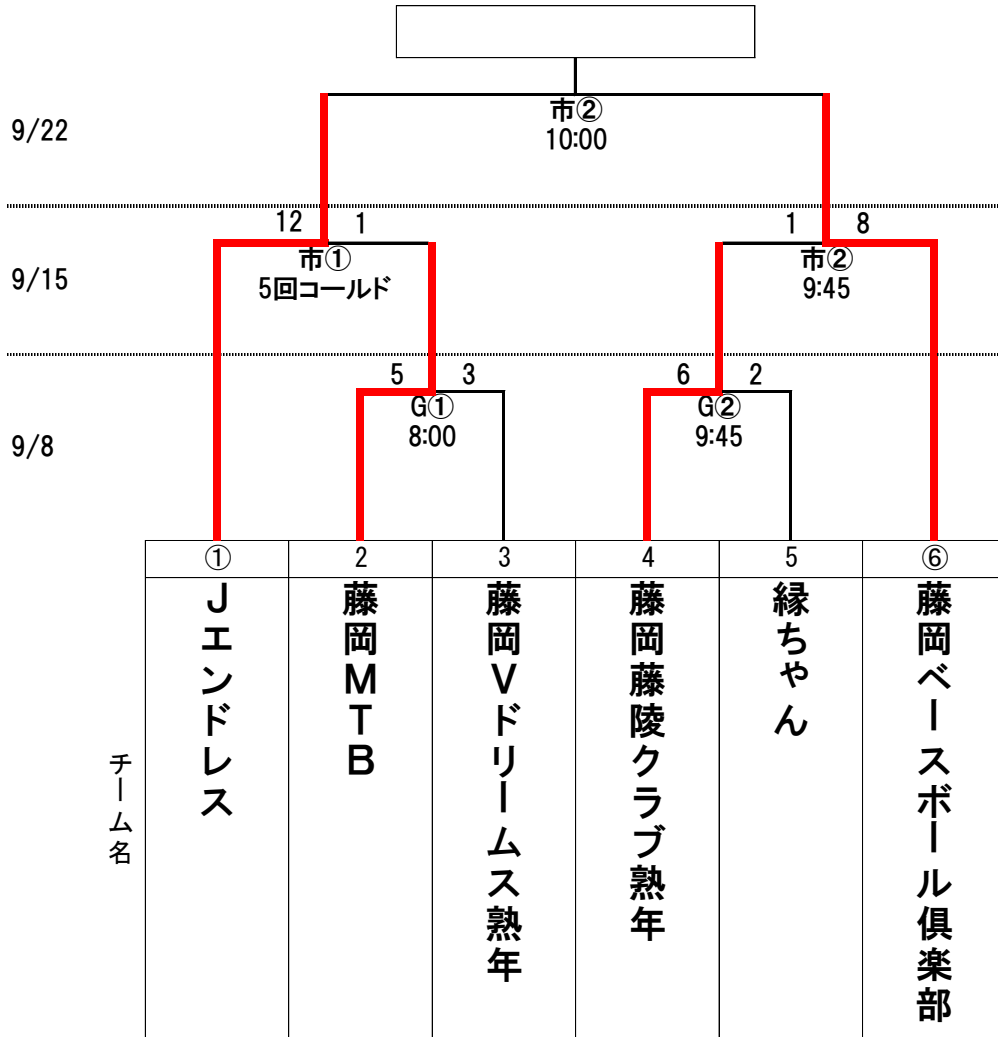 市②
9/22
10:00
12 1
1 8
市①
市②
9/15
5回コールド
9:45
5 3
6 2
G①
G②
9/8
8:00
9:45
① 2 3 4 5 ⑥
チーム名
Jエンドレス
藤岡MTB
藤岡Vドリームス熟年
藤岡藤陵クラブ熟年
縁ちゃん
藤岡ベースボール倶楽部